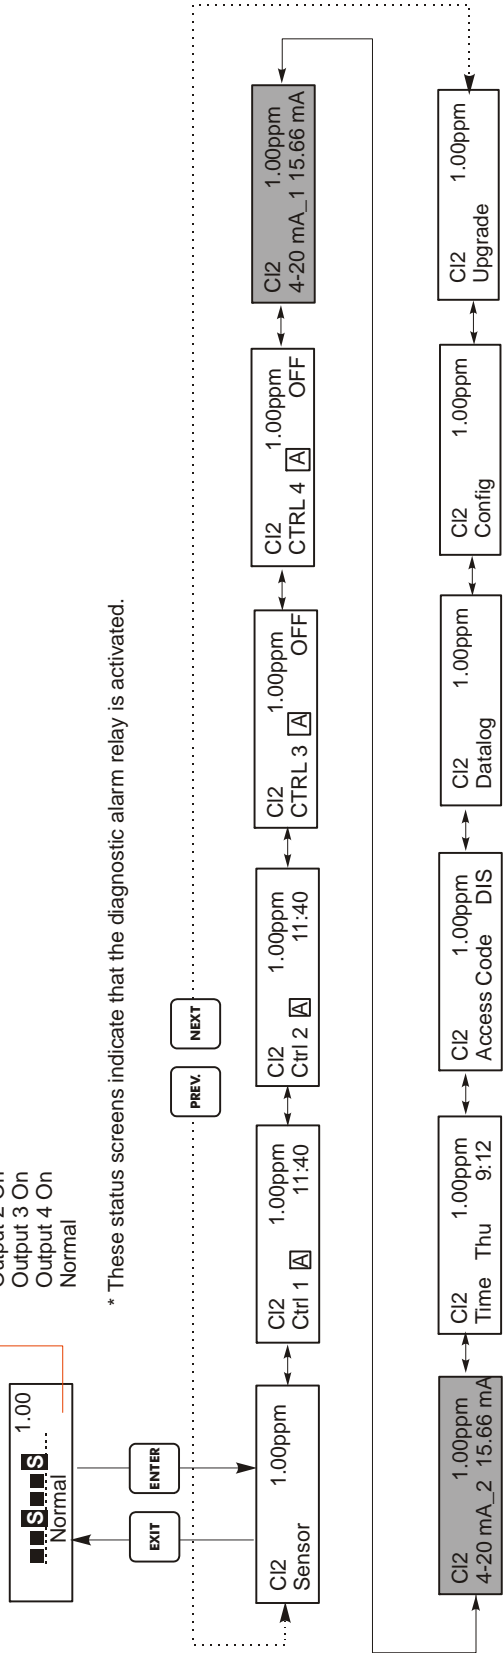 Output 3 On
Output 4 On
Normal
1.00
S S
Normal
* These status screens indicate that the diagnostic alarm relay is activated.
EXIT
ENTER
PREV.
NEXT
Cl2 1.00ppm
Sensor
Cl2 1.00ppm
Ctrl 1 A 11:40
Cl2 1.00ppm
Ctrl 2 A 11:40
Cl2 1.00ppm
CTRL 3 A OFF
Cl2 1.00ppm
CTRL 4 A OFF
Cl2 1.00ppm
4-20 mA_1 15.66 mA
Cl2 1.00ppm
4-20 mA_2 15.66 mA
Cl2 1.00ppm
Time Thu 9:12
Cl2 1.00ppm
Access Code DIS
Cl2 1.00ppm
Datalog
Cl2 1.00ppm
Config
Cl2 1.00ppm
Upgrade